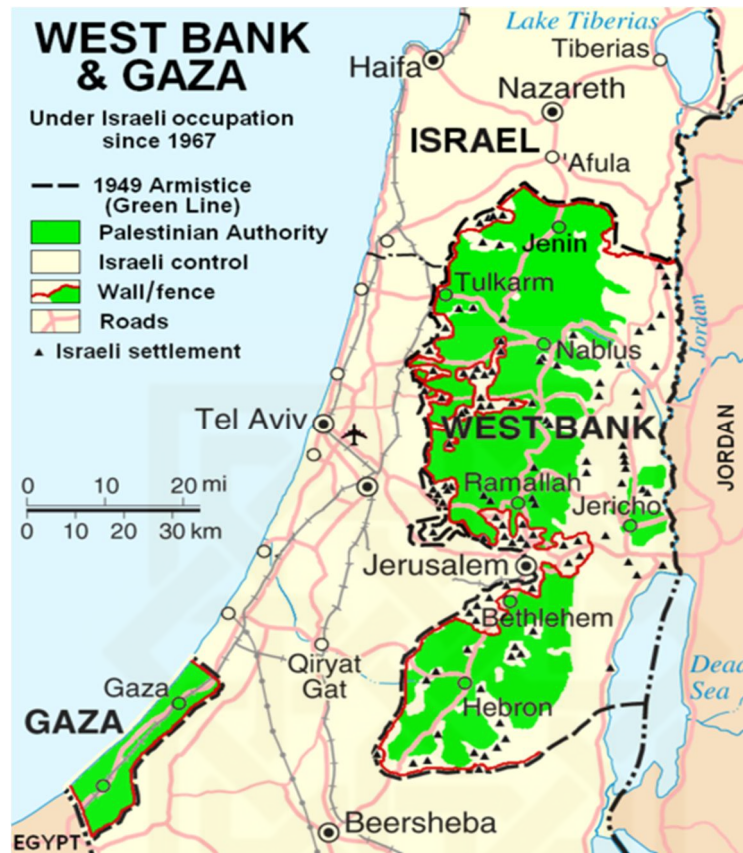 WEST BANK
& GAZA
Under Israeli occupation
since 1967
1949 Armistice
(Green Line)
Palestinian Authority
Israeli control
Wall/fence
Roads
Israeli settlement
Lake Tiberias
Tiberias
Haifa
Nazareth
ISRAEL
'Afula
Jenin
Tulkarm
Jordan
Nablus
Tel Aviv
WEST BANK
JORDAN
0 10 20 mi
0 10 20 30 km
Ramallah
Jericho
Jerusalem
Bethlehem
Qiryat
Gat
Dead
Sea
Gaza
GAZA
Hebron
Beersheba
EGYPT